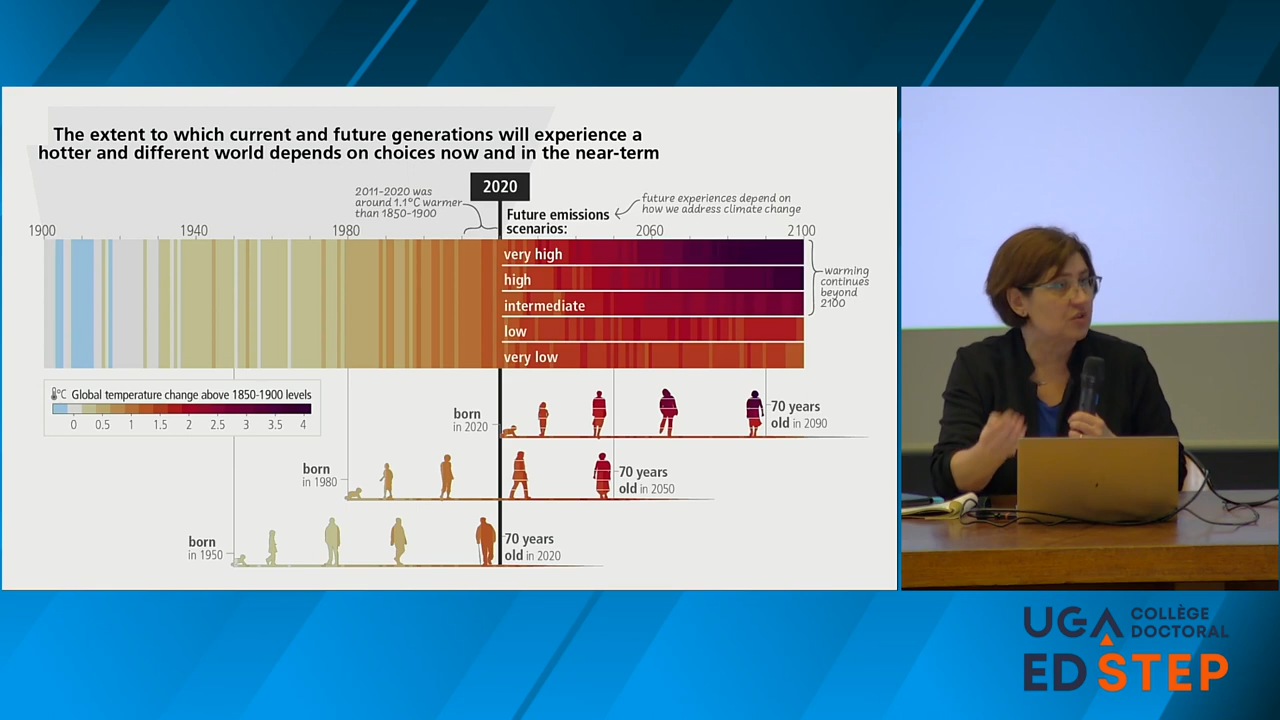 The extent to which current and future generations will experience a
hotter and different world depends on choices now and in the near-term
2020
2011-2020 was
around 1.1°C warmer
than 1850-1900
future experiences depend on
how we address climate change
Future emissions
scenarios:
1900
1940
1980
2060
2100
very high
high
intermediate
low
very low
warming
continues
beyond
2100
°C Global temperature change above 1850-1900 levels
0 0.5 1 1.5 2 2.5 3 3.5 4
born
in 2020
70 years
old in 2090
born
in 1980
70 years
old in 2050
born
in 1950
70 years
old in 2020
UGA COLLÈGE
DOCTORAL
ED STEP